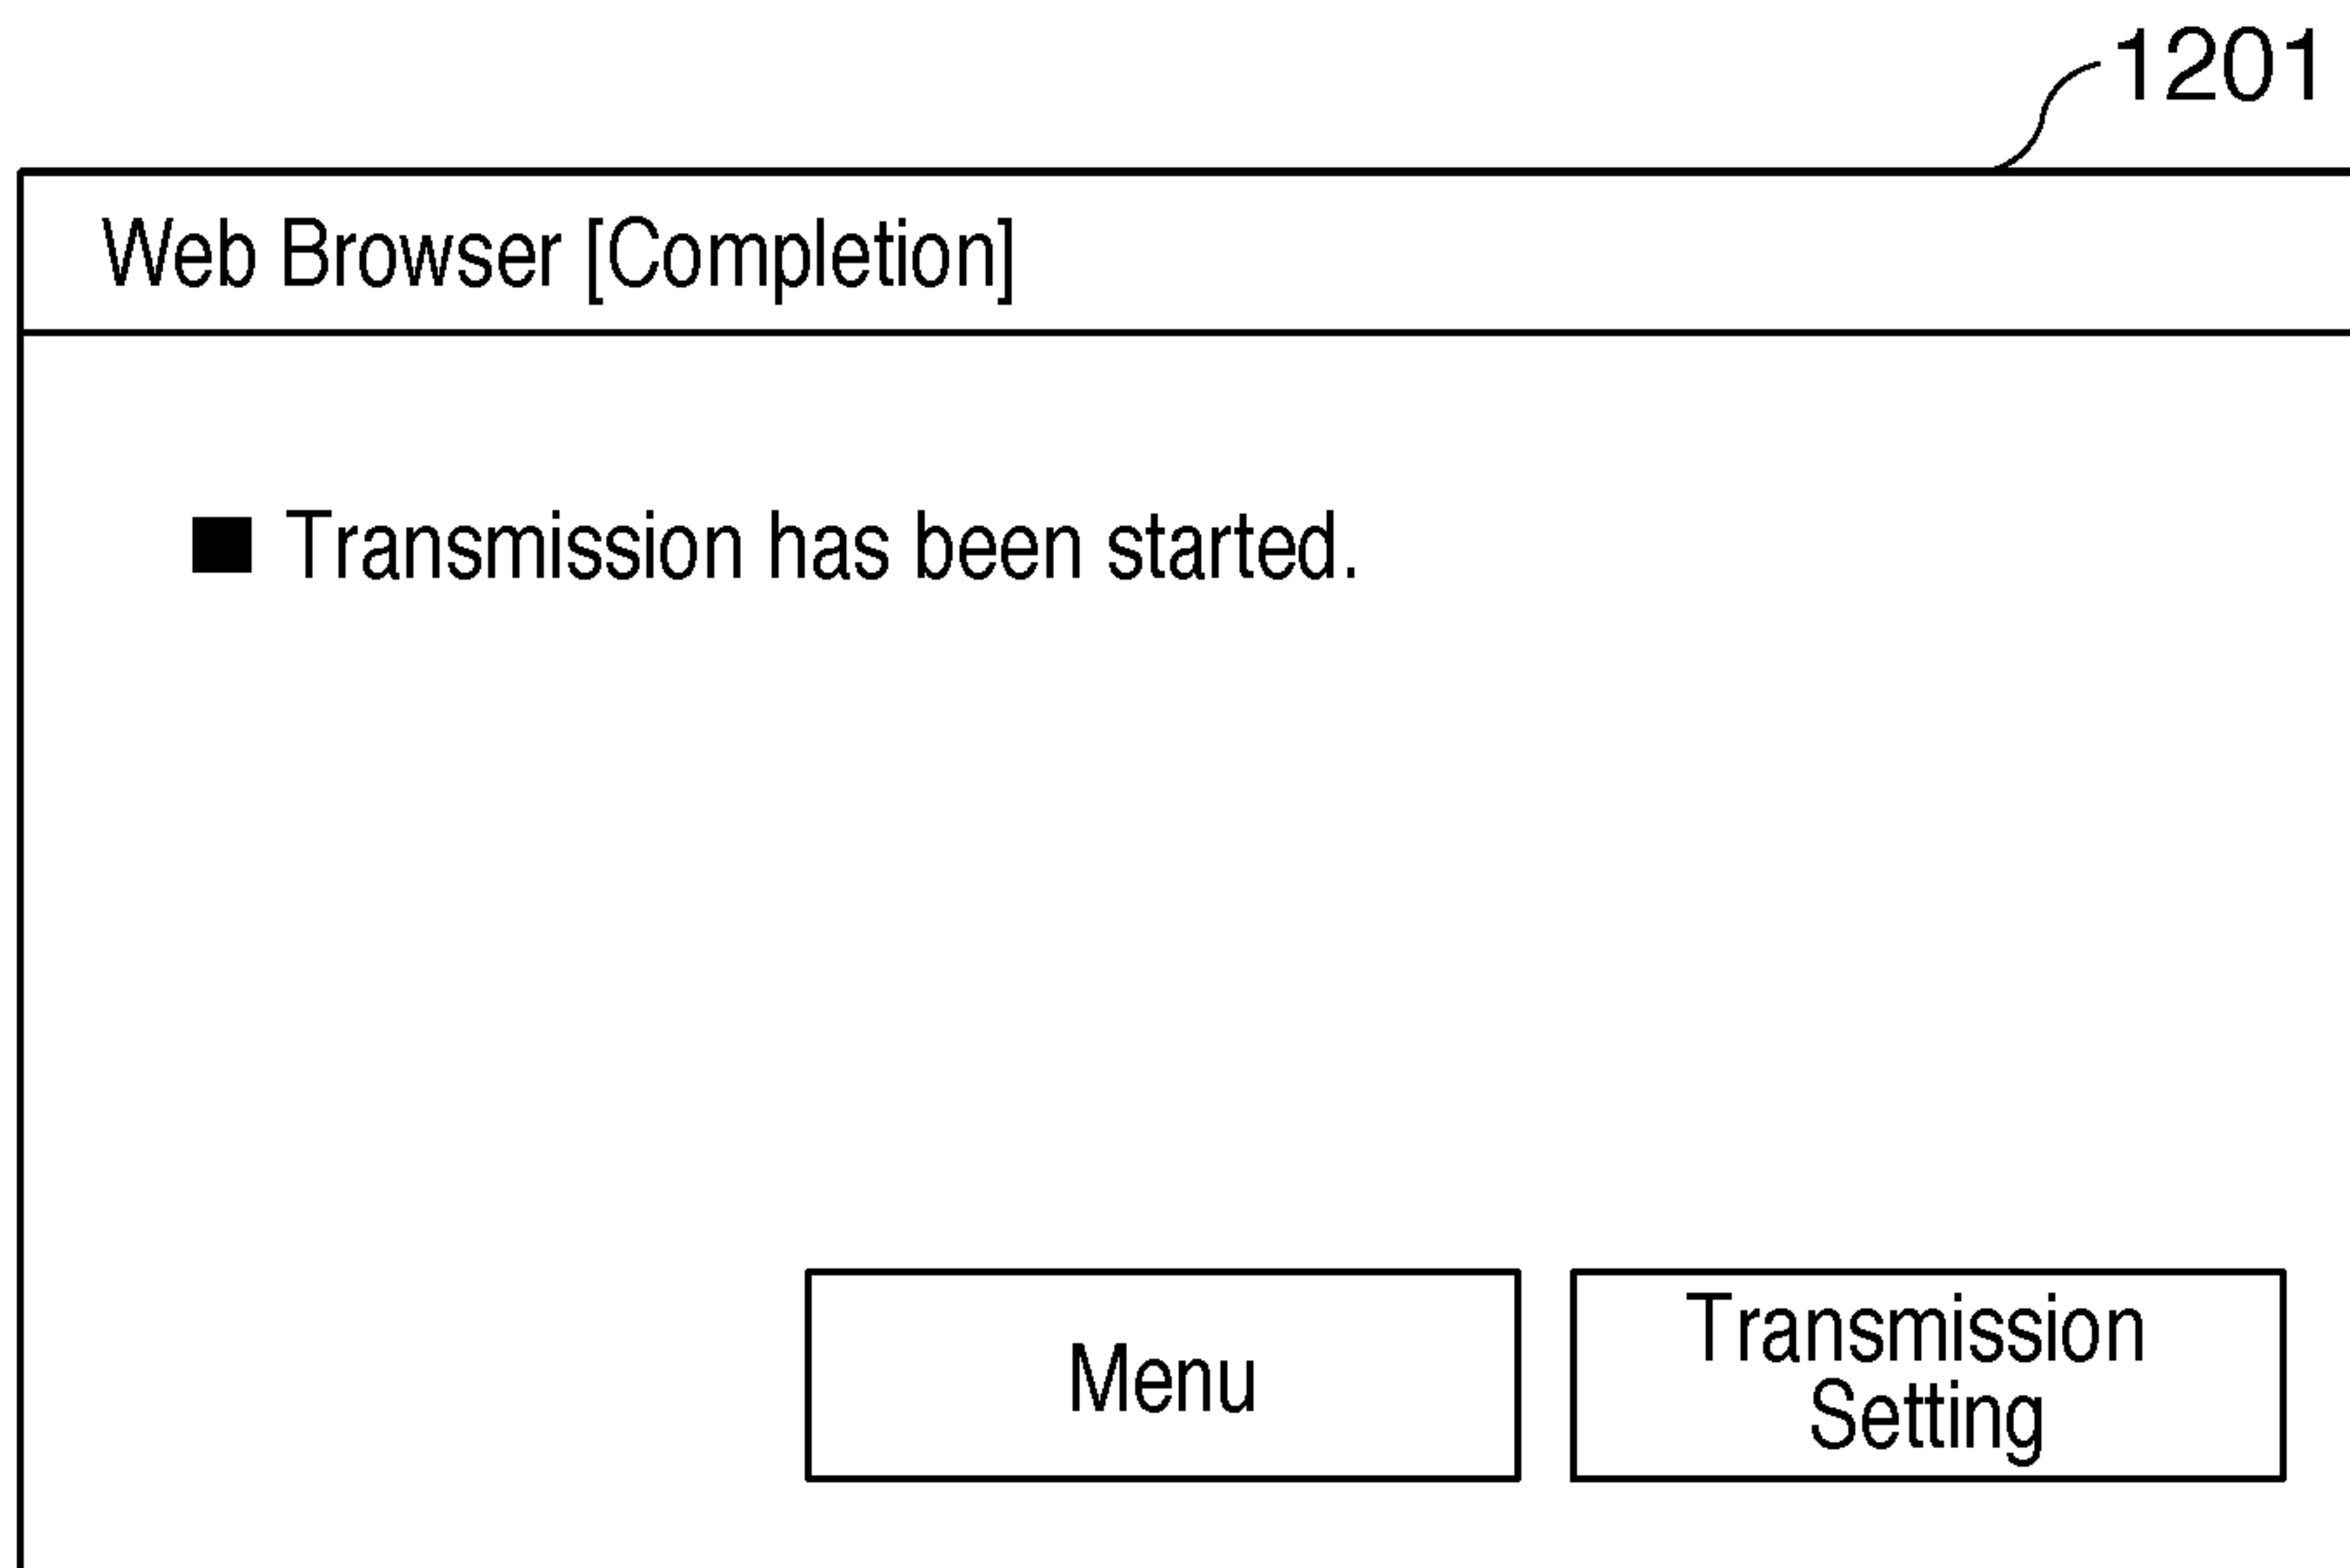 1201
Web Browser [Completion]
■ Transmission has been started.
Menu
Transmission
Setting